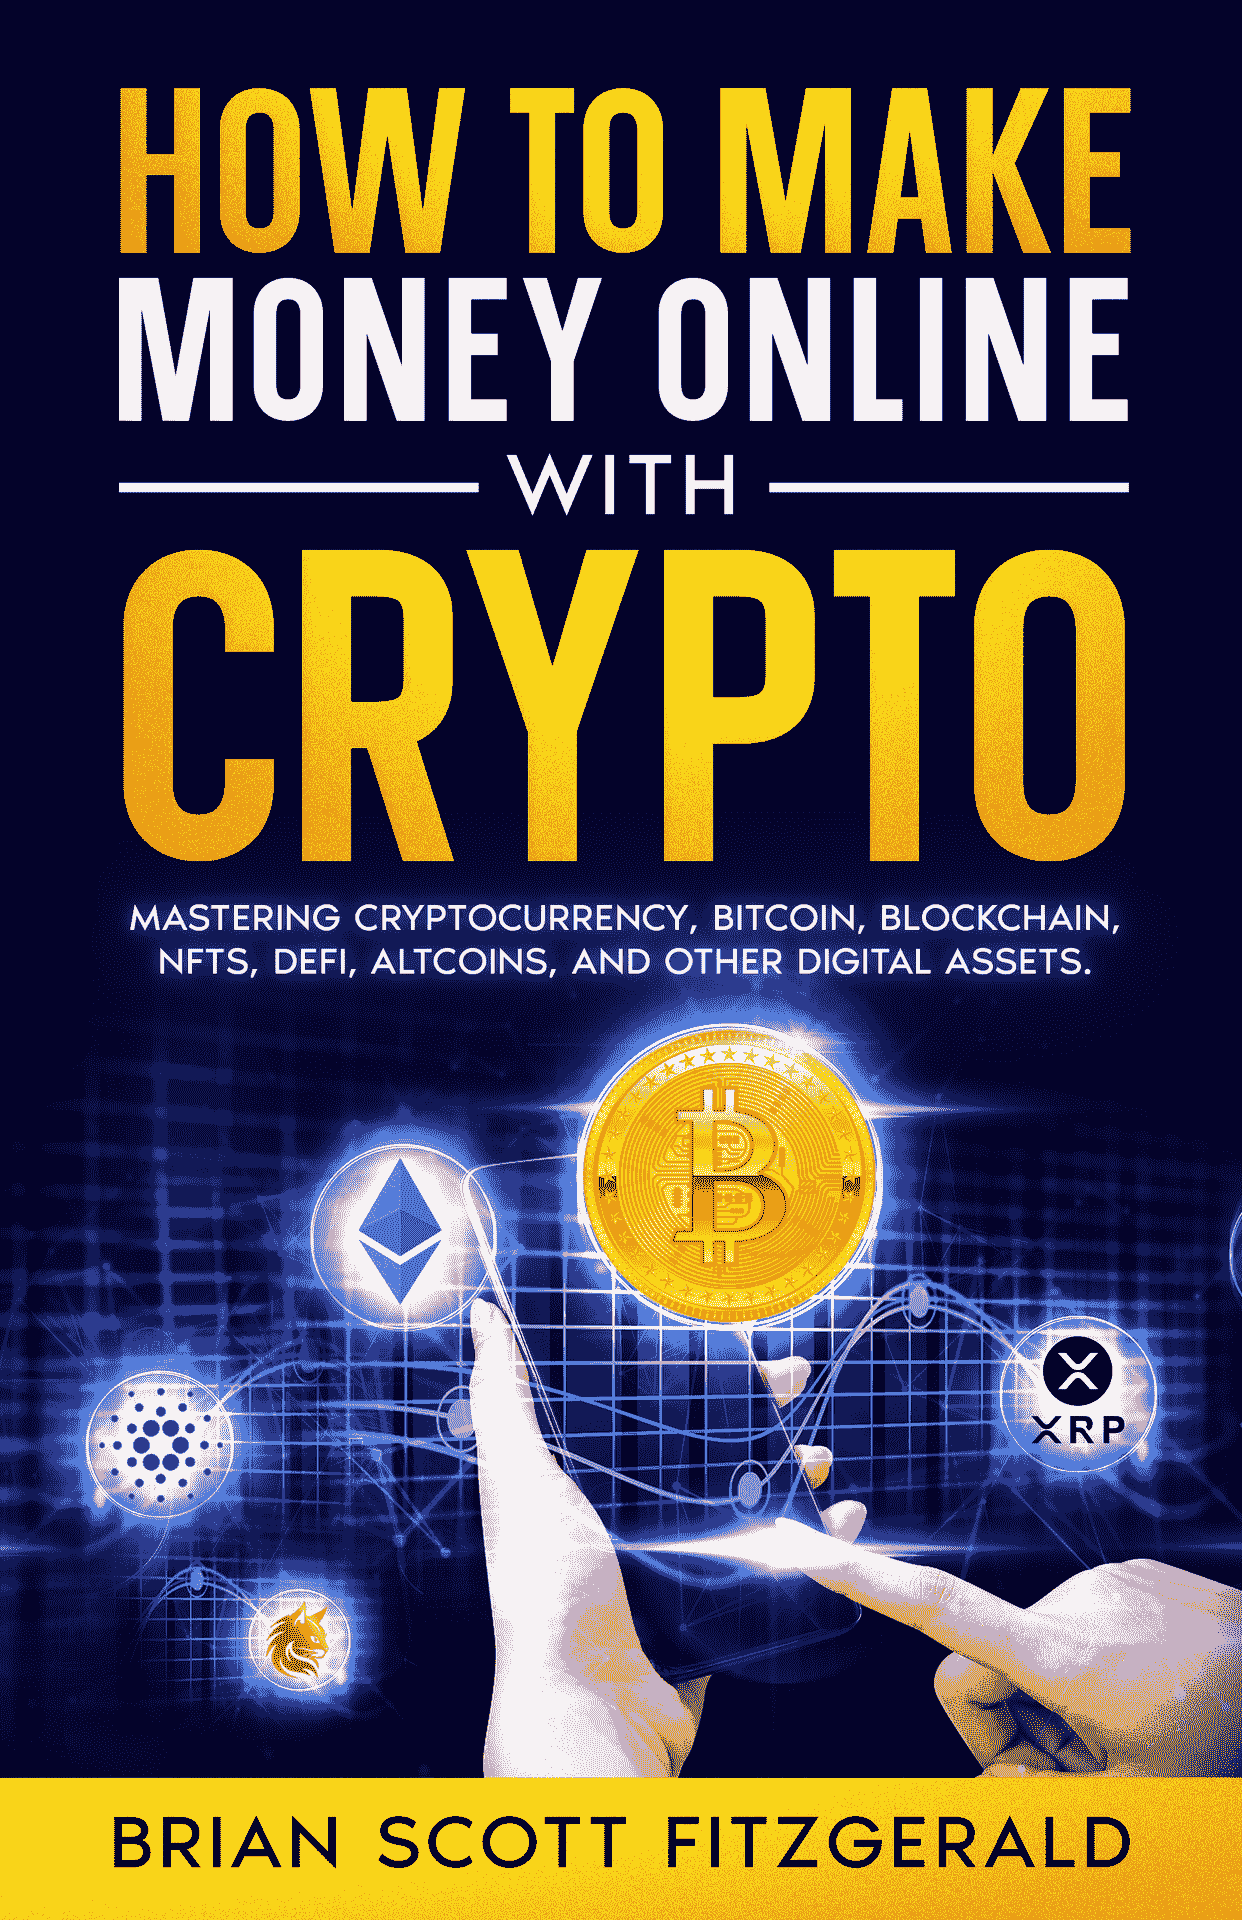 HOW TO MAKE
MONEY ONLINE
WITH
CRYPTO
MASTERING CRYPTOCURRENCY, BITCOIN, BLOCKCHAIN,
NFTS, DEFI, ALTCOINS, AND OTHER DIGITAL ASSETS.
XRP
BRIAN SCOTT FITZGERALD